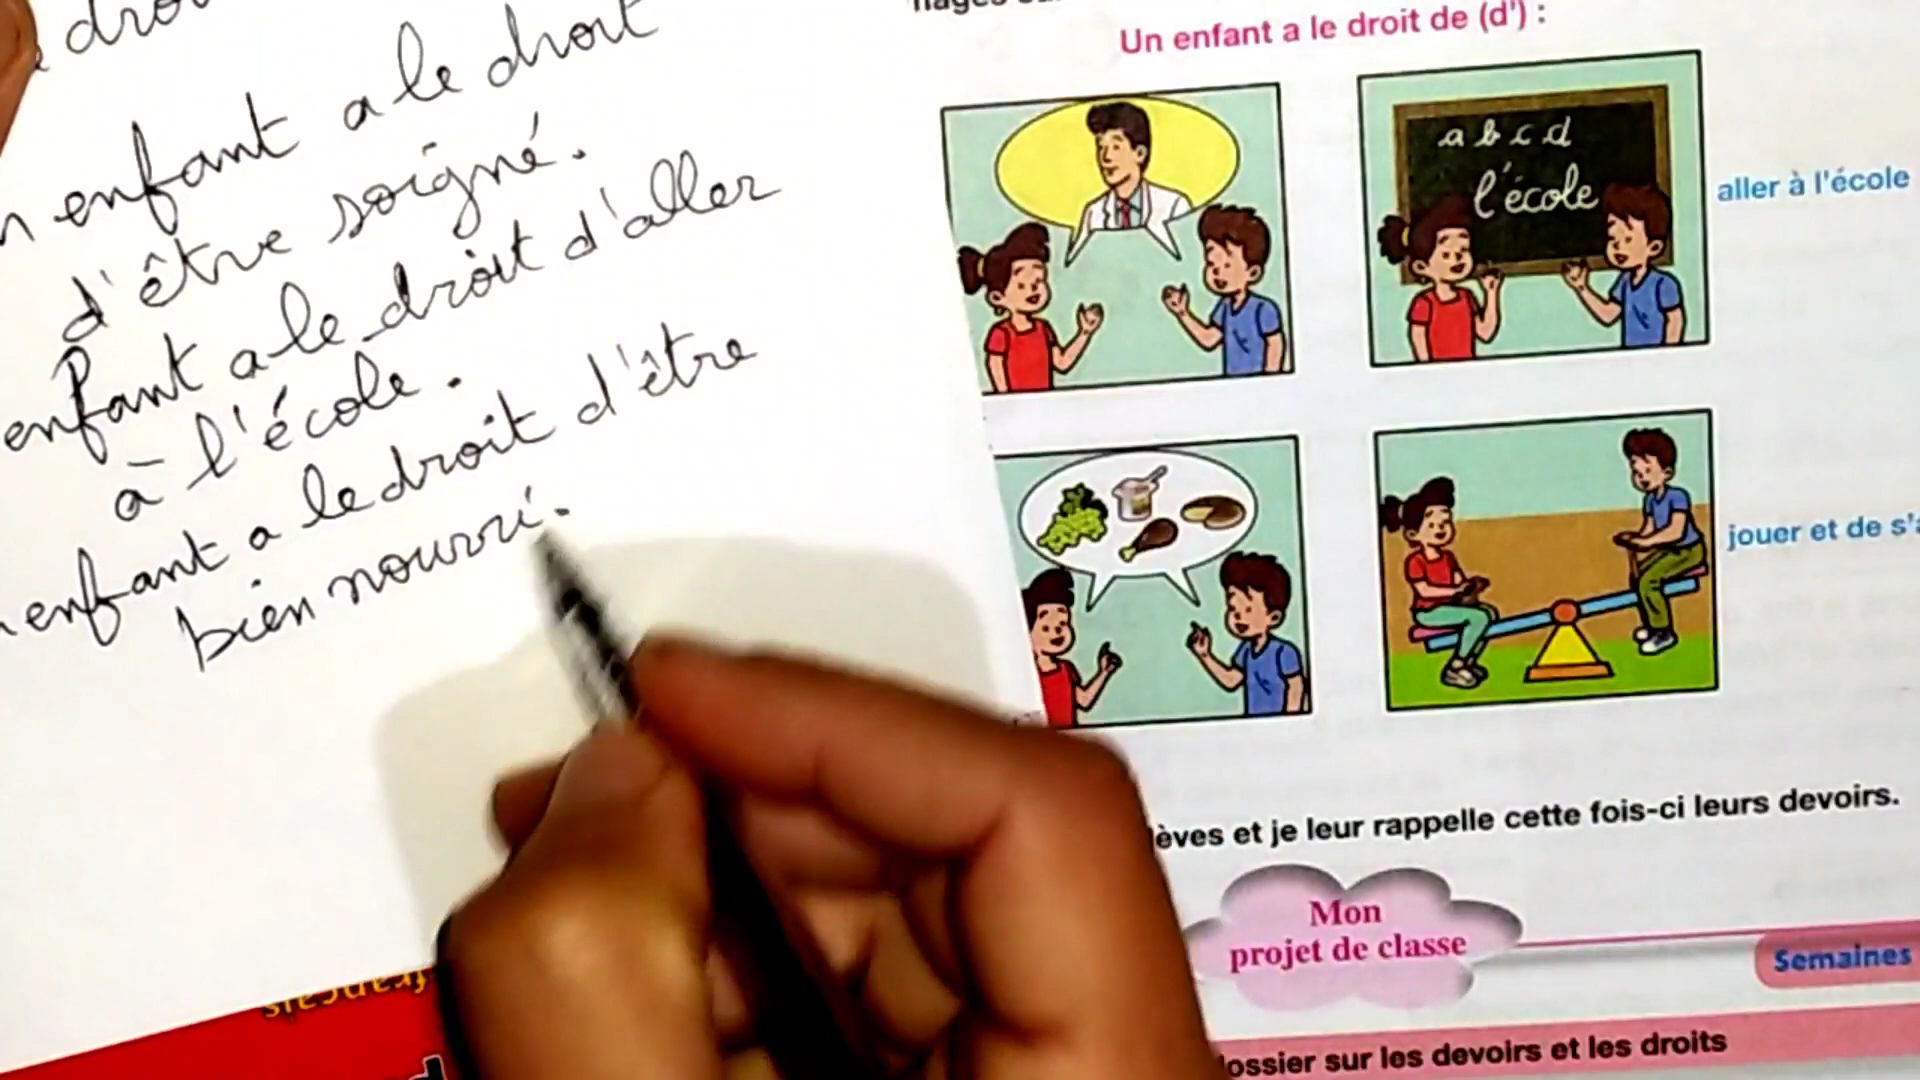 enfant a le droit
d'être soigné.
enfant a le droit d'aller
à l'école.
enfant a le droit d'être
bien nourri.
Un enfant a le droit de (d') :
a b c d
l'école
aller à l'école
jouer et de
èves et je leur rappelle cette fois-ci leurs devoirs.
Mon
projet de classe
Semaines
dossier sur les devoirs et les droits
français